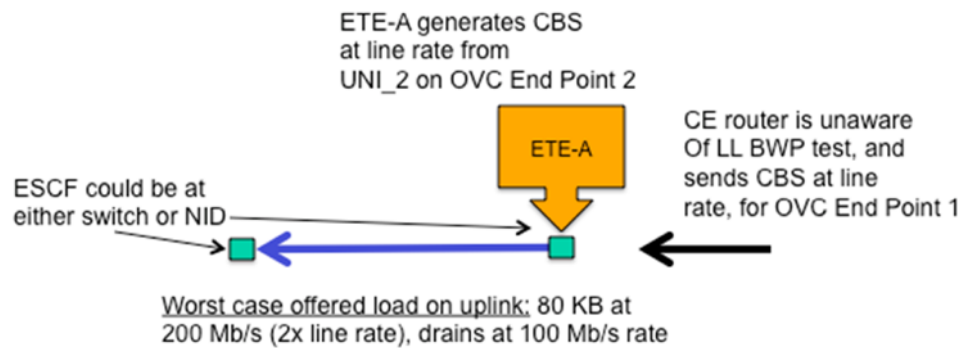 ETE-A generates CBS
at line rate from
UNI_2 on OVC End Point 2
ETE-A
CE router is unaware
Of LL BWP test, and
sends CBS at line
rate, for OVC End Point 1
ESCF could be at
either switch or NID
Worst case offered load on uplink: 80 KB at
200 Mb/s (2x line rate), drains at 100 Mb/s rate